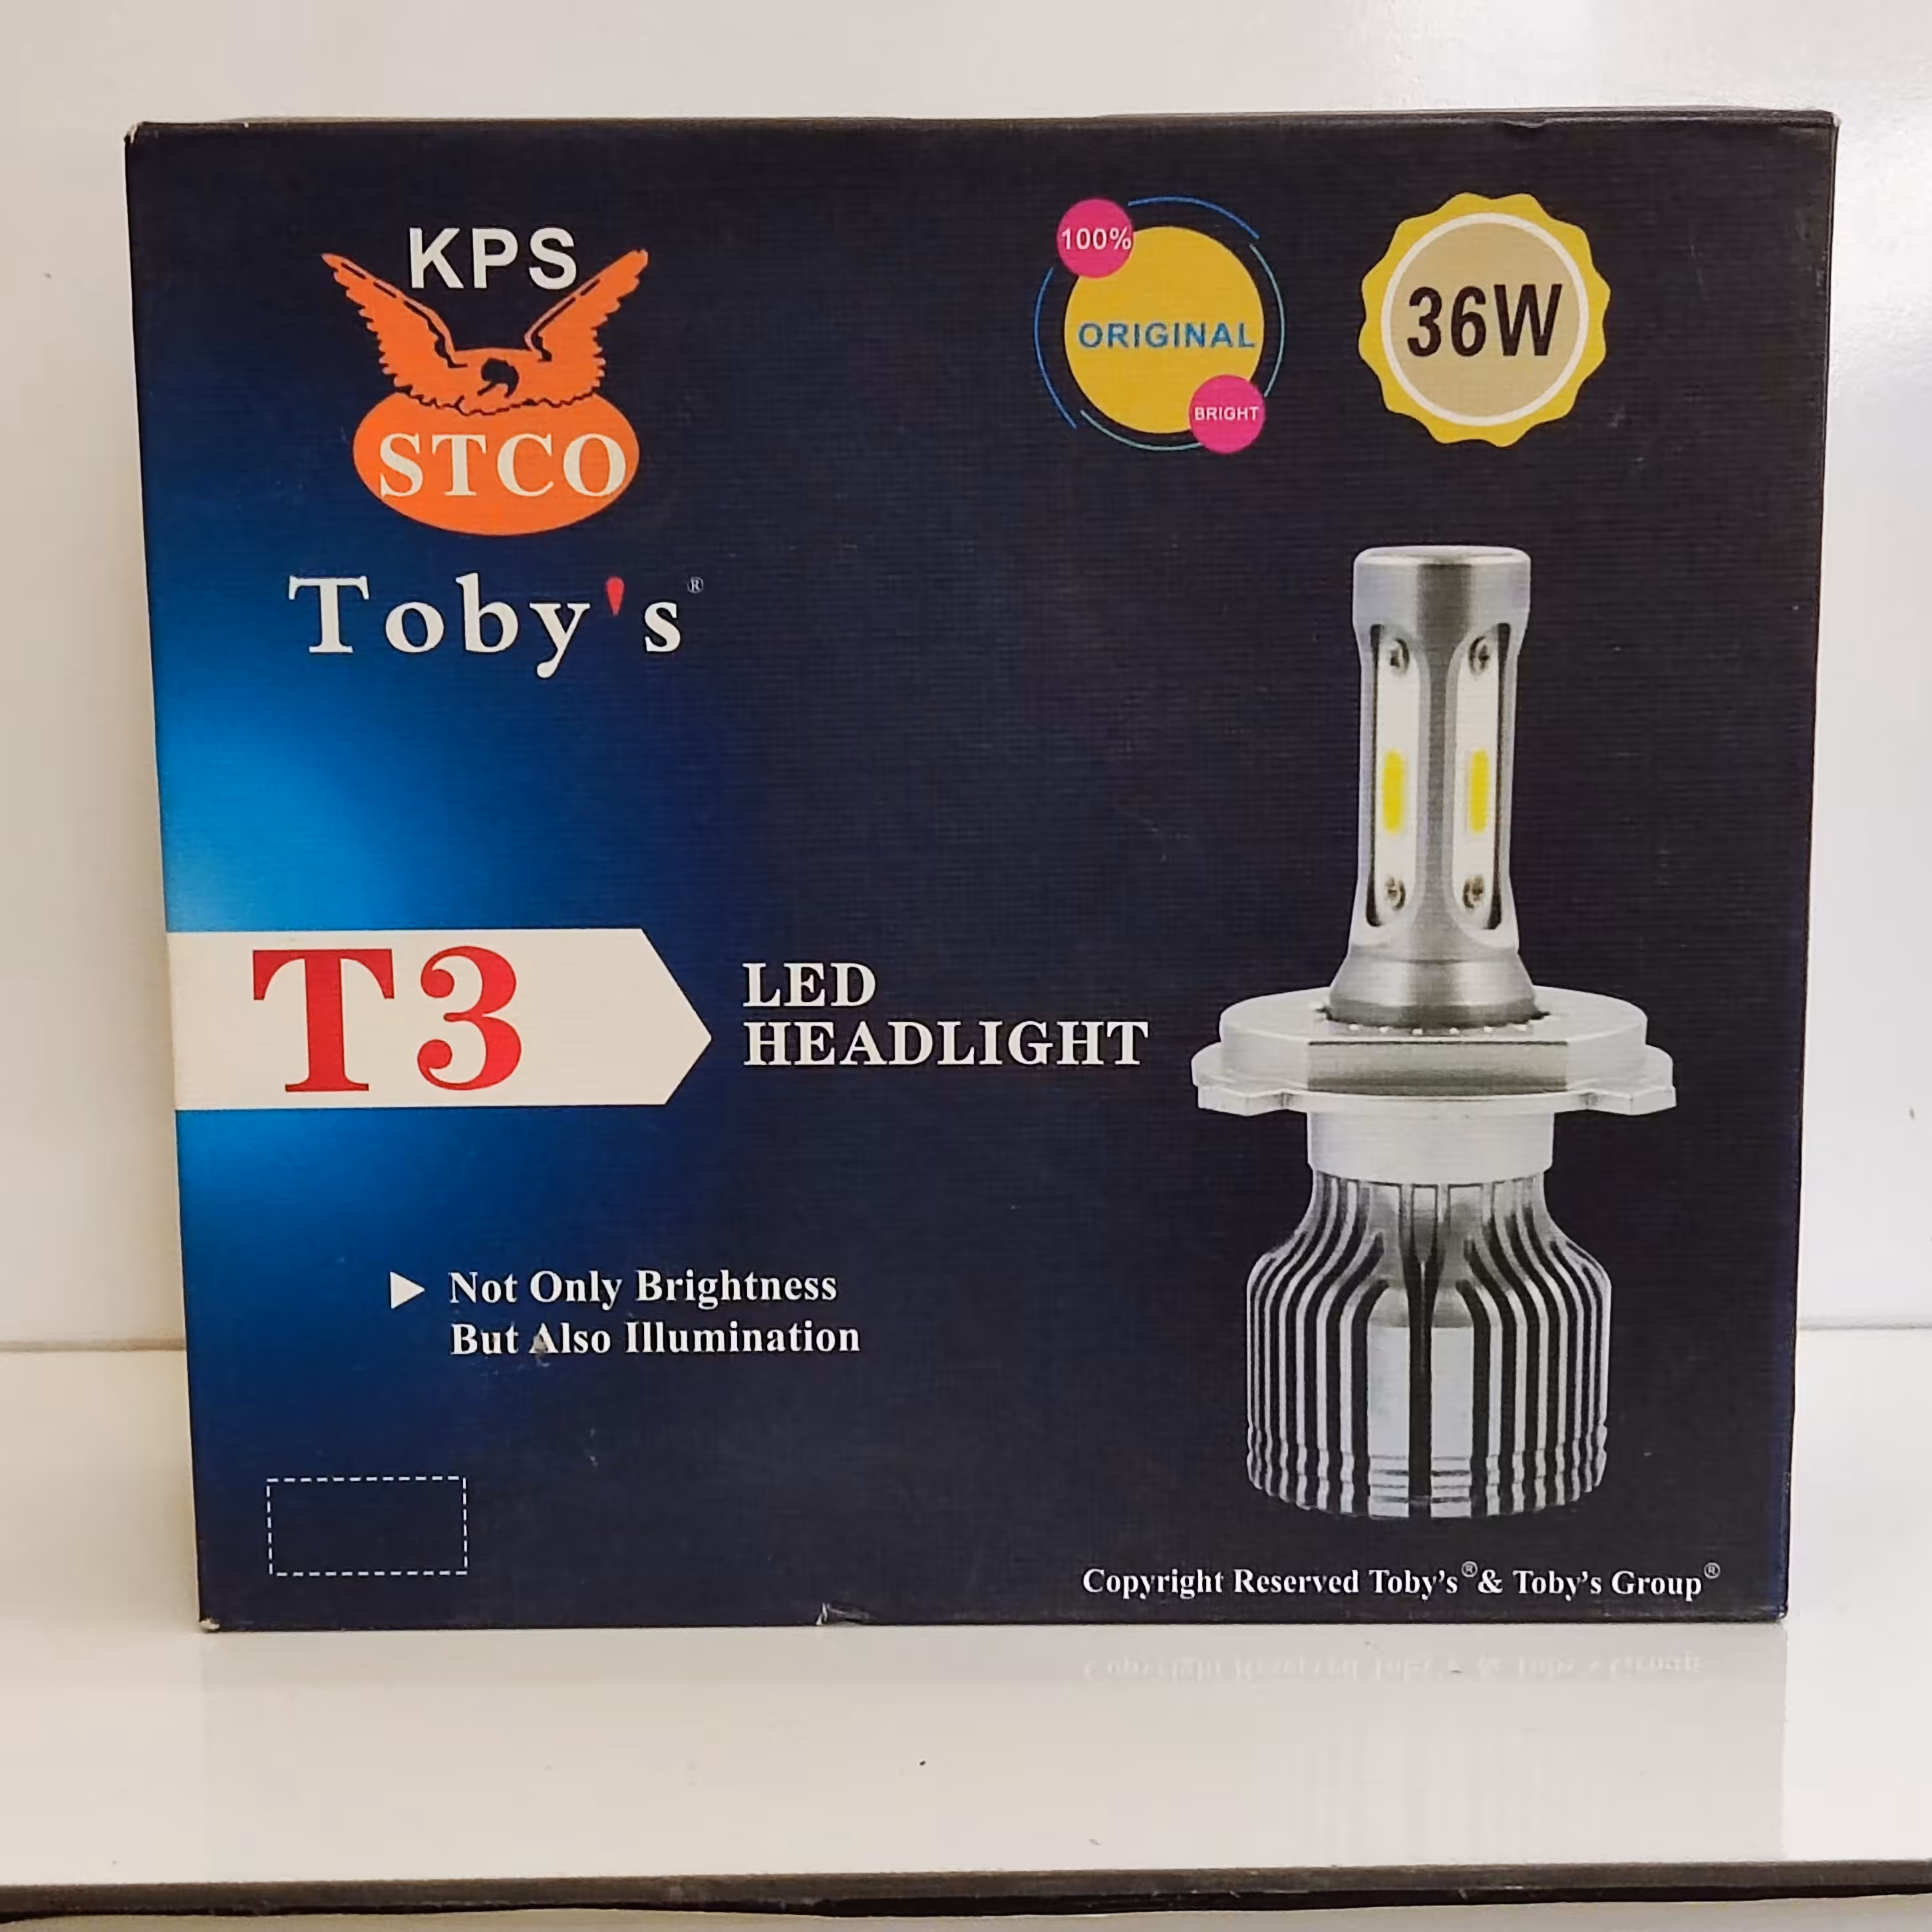 KPS
STCO
Toby's®
100%
ORIGINAL
BRIGHT
36W
T3
LED
HEADLIGHT
Not Only Brightness
But Also Illumination
Copyright Reserved Toby's® & Toby's Group®